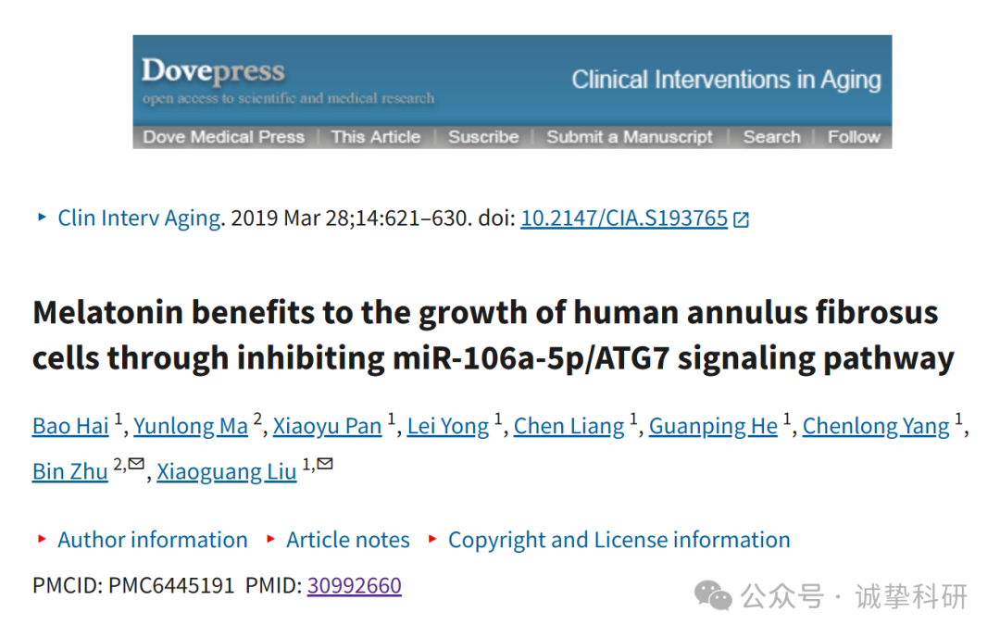 Dovepress
Clinical Interventions in Aging
open access to scientific and medical research
Dove Medical Press | This Article | Suscribe | Submit a Manuscript | Search | Follow
Clin Interv Aging. 2019 Mar 28;14:621–630. doi: 10.2147/CIA.S193765
Melatonin benefits to the growth of human annulus fibrosus
cells through inhibiting miR-106a-5p/ATG7 signaling pathway
Bao Hai 1, Yunlong Ma 2, Xiaoyu Pan 1, Lei Yong 1, Chen Liang 1, Guanping He 1, Chenlong Yang 1,
Bin Zhu 2, Xiaoguang Liu 1,
Author information Article notes Copyright and License information
PMCID: PMC6445191 PMID: 30992660
公众号 · 诚挚科研